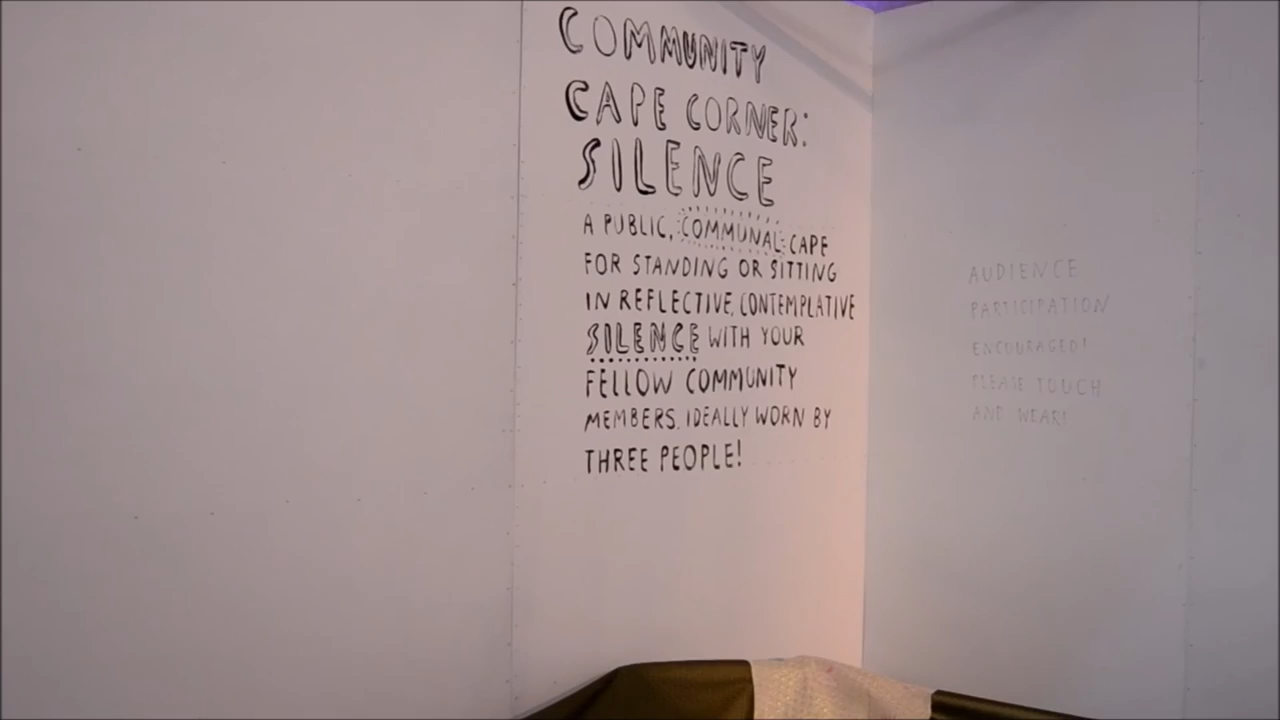 COMMUNITY
CAPE CORNER:
SILENCE
A PUBLIC, COMMUNAL CAPE
FOR STANDING OR SITTING
IN REFLECTIVE, CONTEMPLATIVE
SILENCE WITH YOUR
FELLOW COMMUNITY
MEMBERS. IDEALLY WORN BY
THREE PEOPLE!
AUDIENCE
PARTICIPATION
ENCOURAGED!
PLEASE TOUCH
AND WEAR!